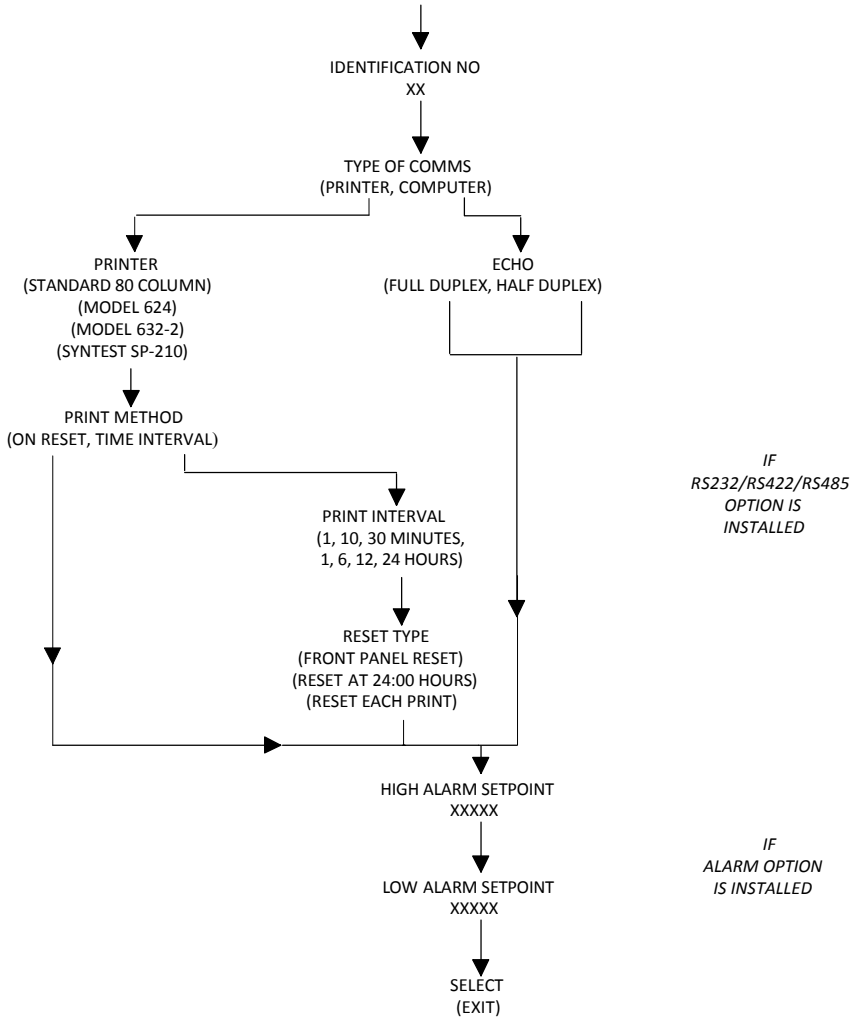 IDENTIFICATION NO
XX
TYPE OF COMMS
(PRINTER, COMPUTER)
PRINTER
(STANDARD 80 COLUMN)
(MODEL 624)
(MODEL 632-2)
(SYNTEST SP-210)
ECHO
(FULL DUPLEX, HALF DUPLEX)
PRINT METHOD
(ON RESET, TIME INTERVAL)
PRINT INTERVAL
(1, 10, 30 MINUTES,
1, 6, 12, 24 HOURS)
IF
RS232/RS422/RS485
OPTION IS
INSTALLED
RESET TYPE
(FRONT PANEL RESET)
(RESET AT 24:00 HOURS)
(RESET EACH PRINT)
HIGH ALARM SETPOINT
XXXXX
LOW ALARM SETPOINT
XXXXX
IF
ALARM OPTION
IS INSTALLED
SELECT
(EXIT)